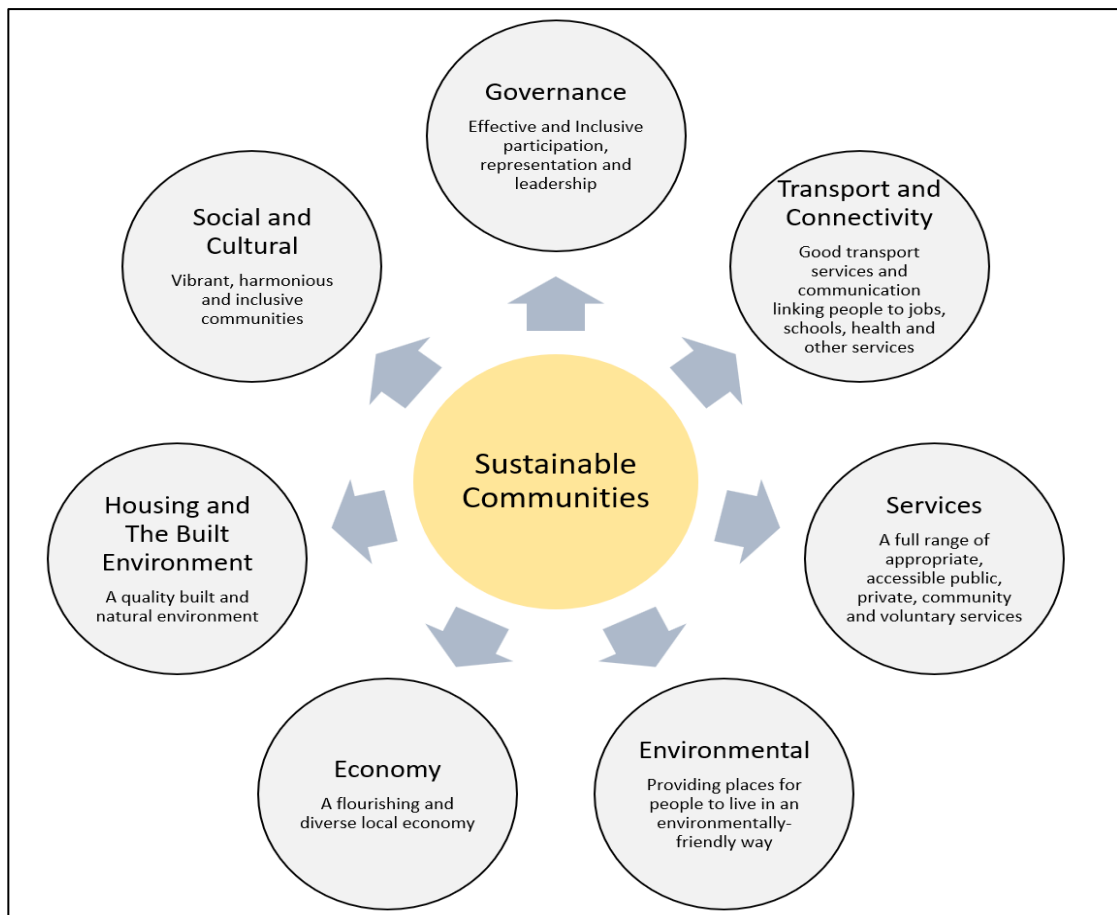 Governance
Effective and Inclusive
participation,
representation and
leadership
Transport and
Connectivity
Good transport
services and
communication
linking people to jobs,
schools, health and
other services
Services
A full range of
appropriate,
accessible public,
private, community
and voluntary services
Environmental
Providing places for
people to live in an
environmentally-
friendly way
Economy
A flourishing and
diverse local economy
Housing and
The Built
Environment
A quality built and
natural environment
Social and
Cultural
Vibrant, harmonious
and inclusive
communities
Sustainable
Communities